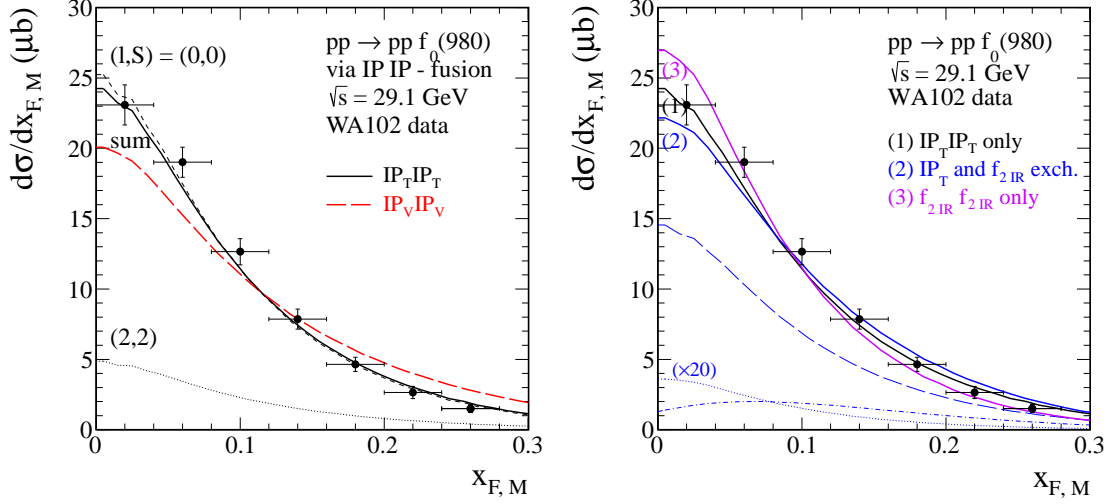 dσ/dx_{F, M} (μb)
30
25
20
15
10
5
0
(l,S) = (0,0)
sum
(2,2)
pp → pp f_0(980)
via IP IP - fusion
√s = 29.1 GeV
WA102 data
IP_T IP_T
IP_V IP_V
0 0.1 0.2 0.3
x_{F, M}
dσ/dx_{F, M} (μb)
30
25
20
15
10
5
0
(3)
(1)
(2)
(×20)
pp → pp f_0(980)
√s = 29.1 GeV
WA102 data
(1) IP_T IP_T only
(2) IP_T and f_{2 IR} exch.
(3) f_{2 IR} f_{2 IR} only
0 0.1 0.2 0.3
x_{F, M}